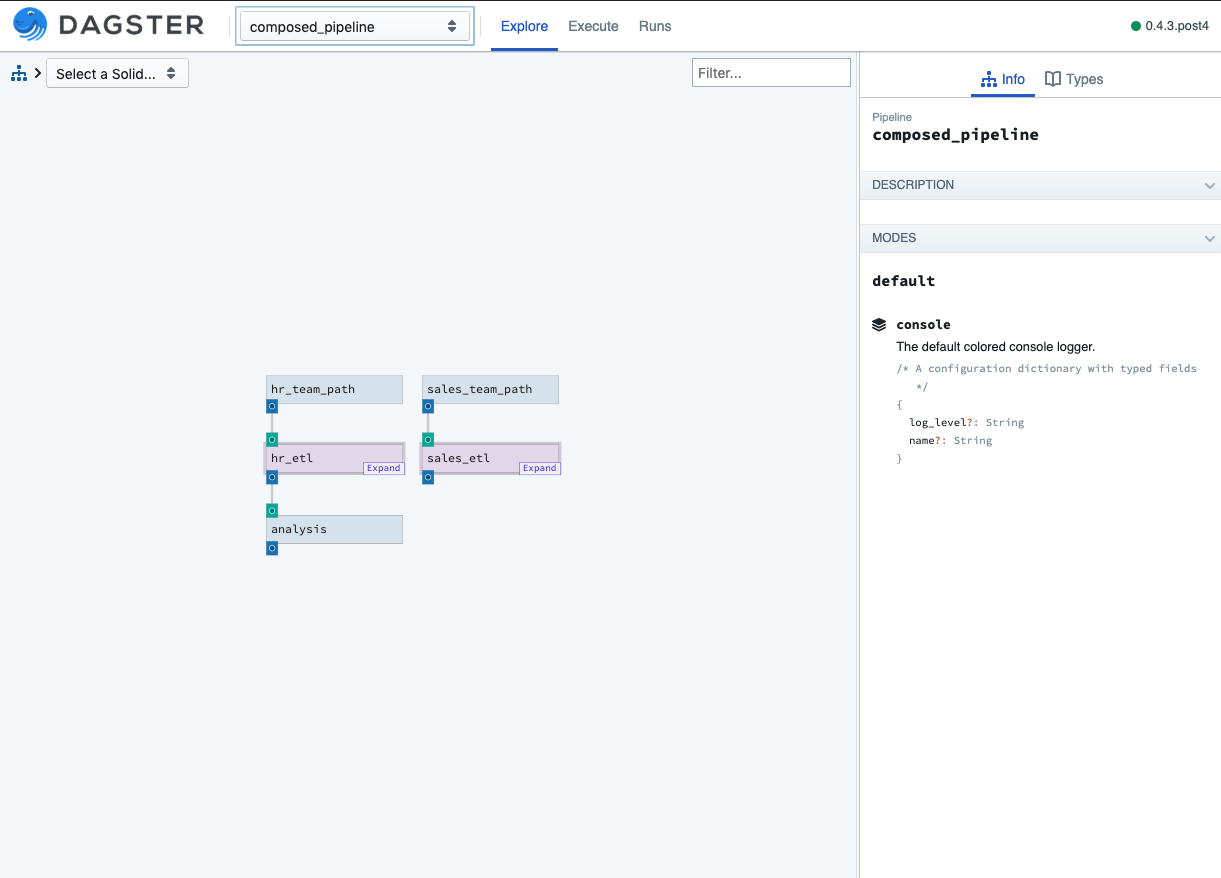 DAGSTER
composed_pipeline
Explore
Execute
Runs
0.4.3.post4
Select a Solid...
Filter...
Info
Types
Pipeline
composed_pipeline
DESCRIPTION
MODES
default
console
The default colored console logger.
/* A configuration dictionary with typed fields
*/
{
log_level?: String
name?: String
}
hr_team_path
sales_team_path
hr_etl
Expand
sales_etl
Expand
analysis